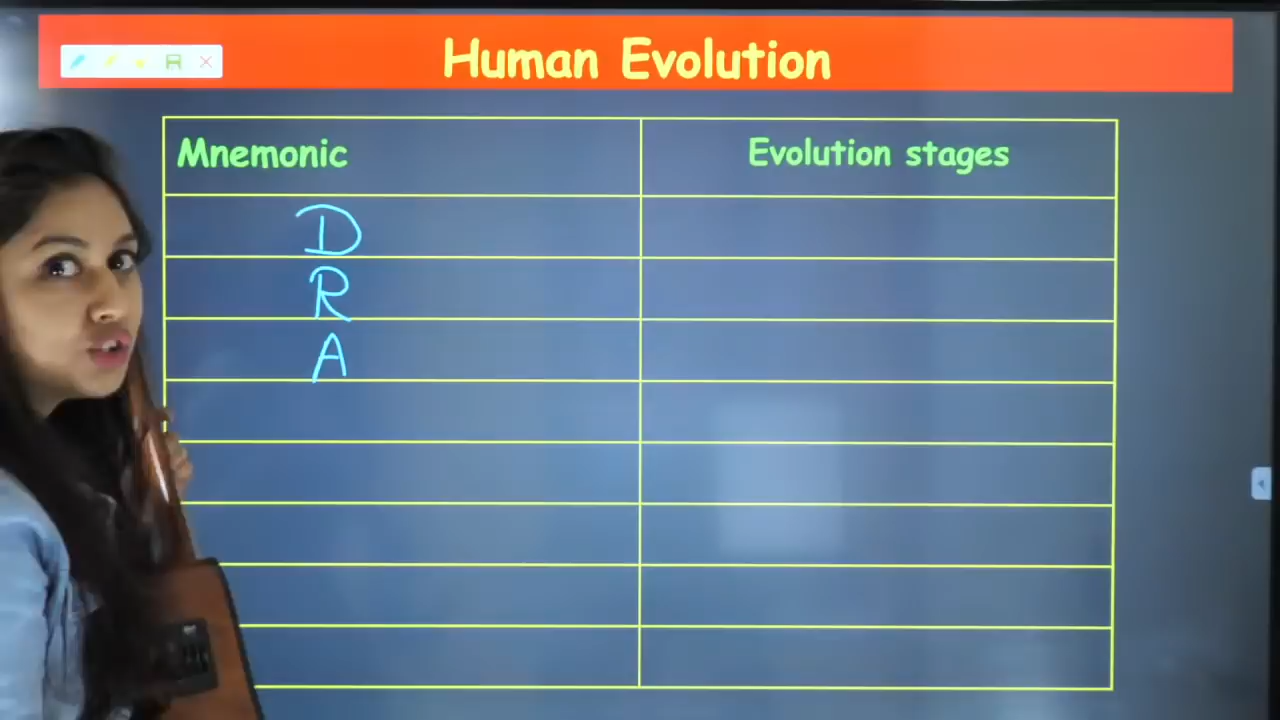 Human Evolution
Mnemonic
Evolution stages
D
R
A